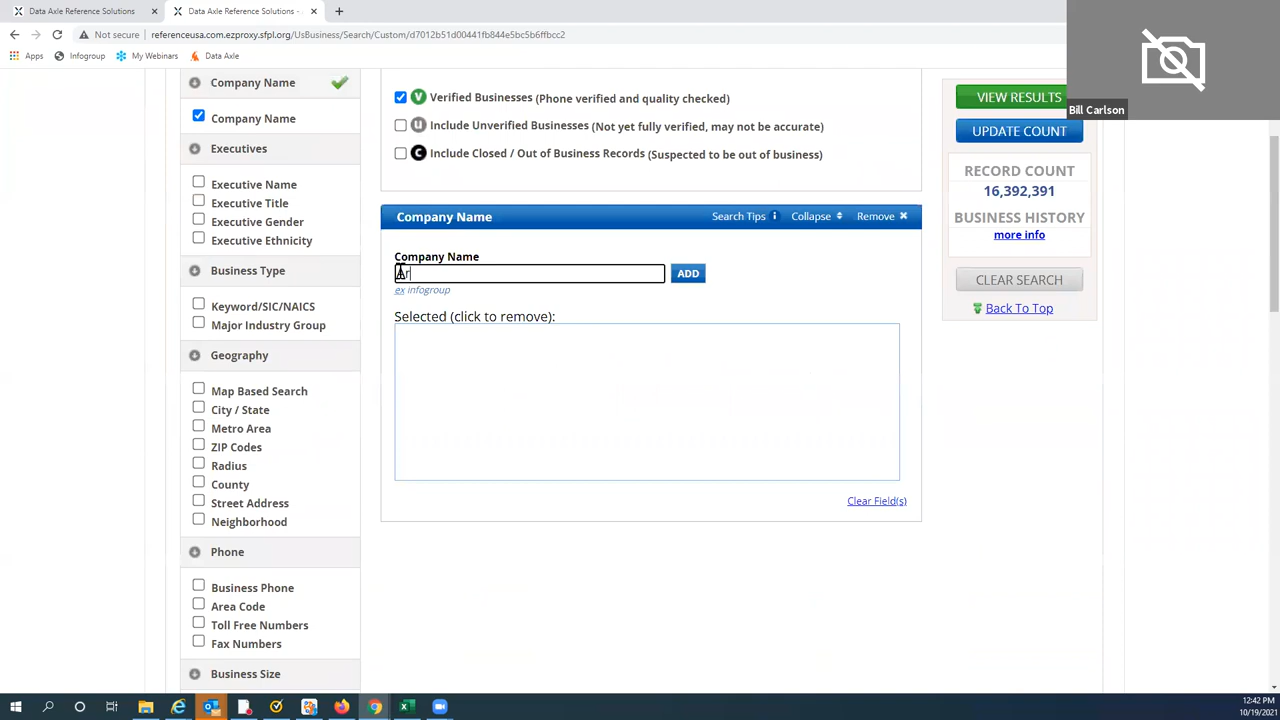 Data Axle Reference Solutions
Data Axle Reference Solutions -
Not secure
referenceusa.com.ezproxy.sfpl.org/UsBusiness/Search/Custom/d7012b51d00441fb844e5bc5b6ffbcc2
Apps
Infogroup
My Webinars
Data Axle
Bill Carlson
Company Name
Company Name
Executives
Executive Name
Executive Title
Executive Gender
Executive Ethnicity
Business Type
Keyword/SIC/NAICS
Major Industry Group
Geography
Map Based Search
City / State
Metro Area
ZIP Codes
Radius
County
Street Address
Neighborhood
Phone
Business Phone
Area Code
Toll Free Numbers
Fax Numbers
Business Size
V Verified Businesses (Phone verified and quality checked)
U Include Unverified Businesses (Not yet fully verified, may not be accurate)
C Include Closed / Out of Business Records (Suspected to be out of business)
Company Name
Search Tips
Collapse
Remove
Company Name
ADD
ex infogroup
Selected (click to remove):
Clear Field(s)
VIEW RESULTS
UPDATE COUNT
RECORD COUNT
16,392,391
BUSINESS HISTORY
more info
CLEAR SEARCH
Back To Top
12:42 PM
10/19/2021